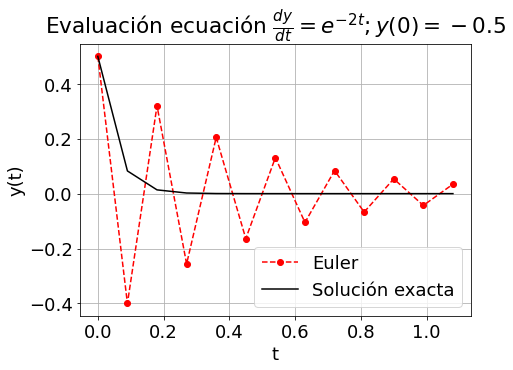 Evaluación ecuación $\frac{dy}{dt} = e^{-2t}; y(0) = -0.5$
0.4
0.2
0.0
−0.2
−0.4
y(t)
Euler
Solución exacta
0.0 0.2 0.4 0.6 0.8 1.0
t